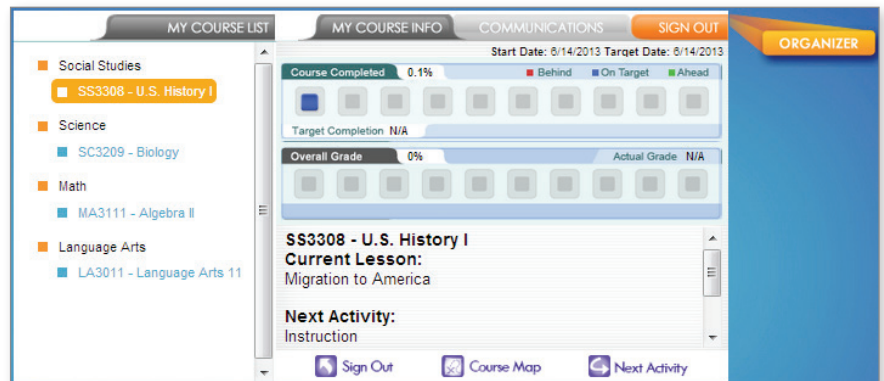 MY COURSE LIST
MY COURSE INFO
COMMUNICATIONS
SIGN OUT
ORGANIZER
Social Studies
SS3308 - U.S. History I
Science
SC3209 - Biology
Math
MA3111 - Algebra II
Language Arts
LA3011 - Language Arts 11
Start Date: 6/14/2013 Target Date: 6/14/2013
Course Completed 0.1% Behind On Target Ahead
Target Completion N/A
Overall Grade 0% Actual Grade N/A
SS3308 - U.S. History I
Current Lesson:
Migration to America
Next Activity:
Instruction
Sign Out Course Map Next Activity